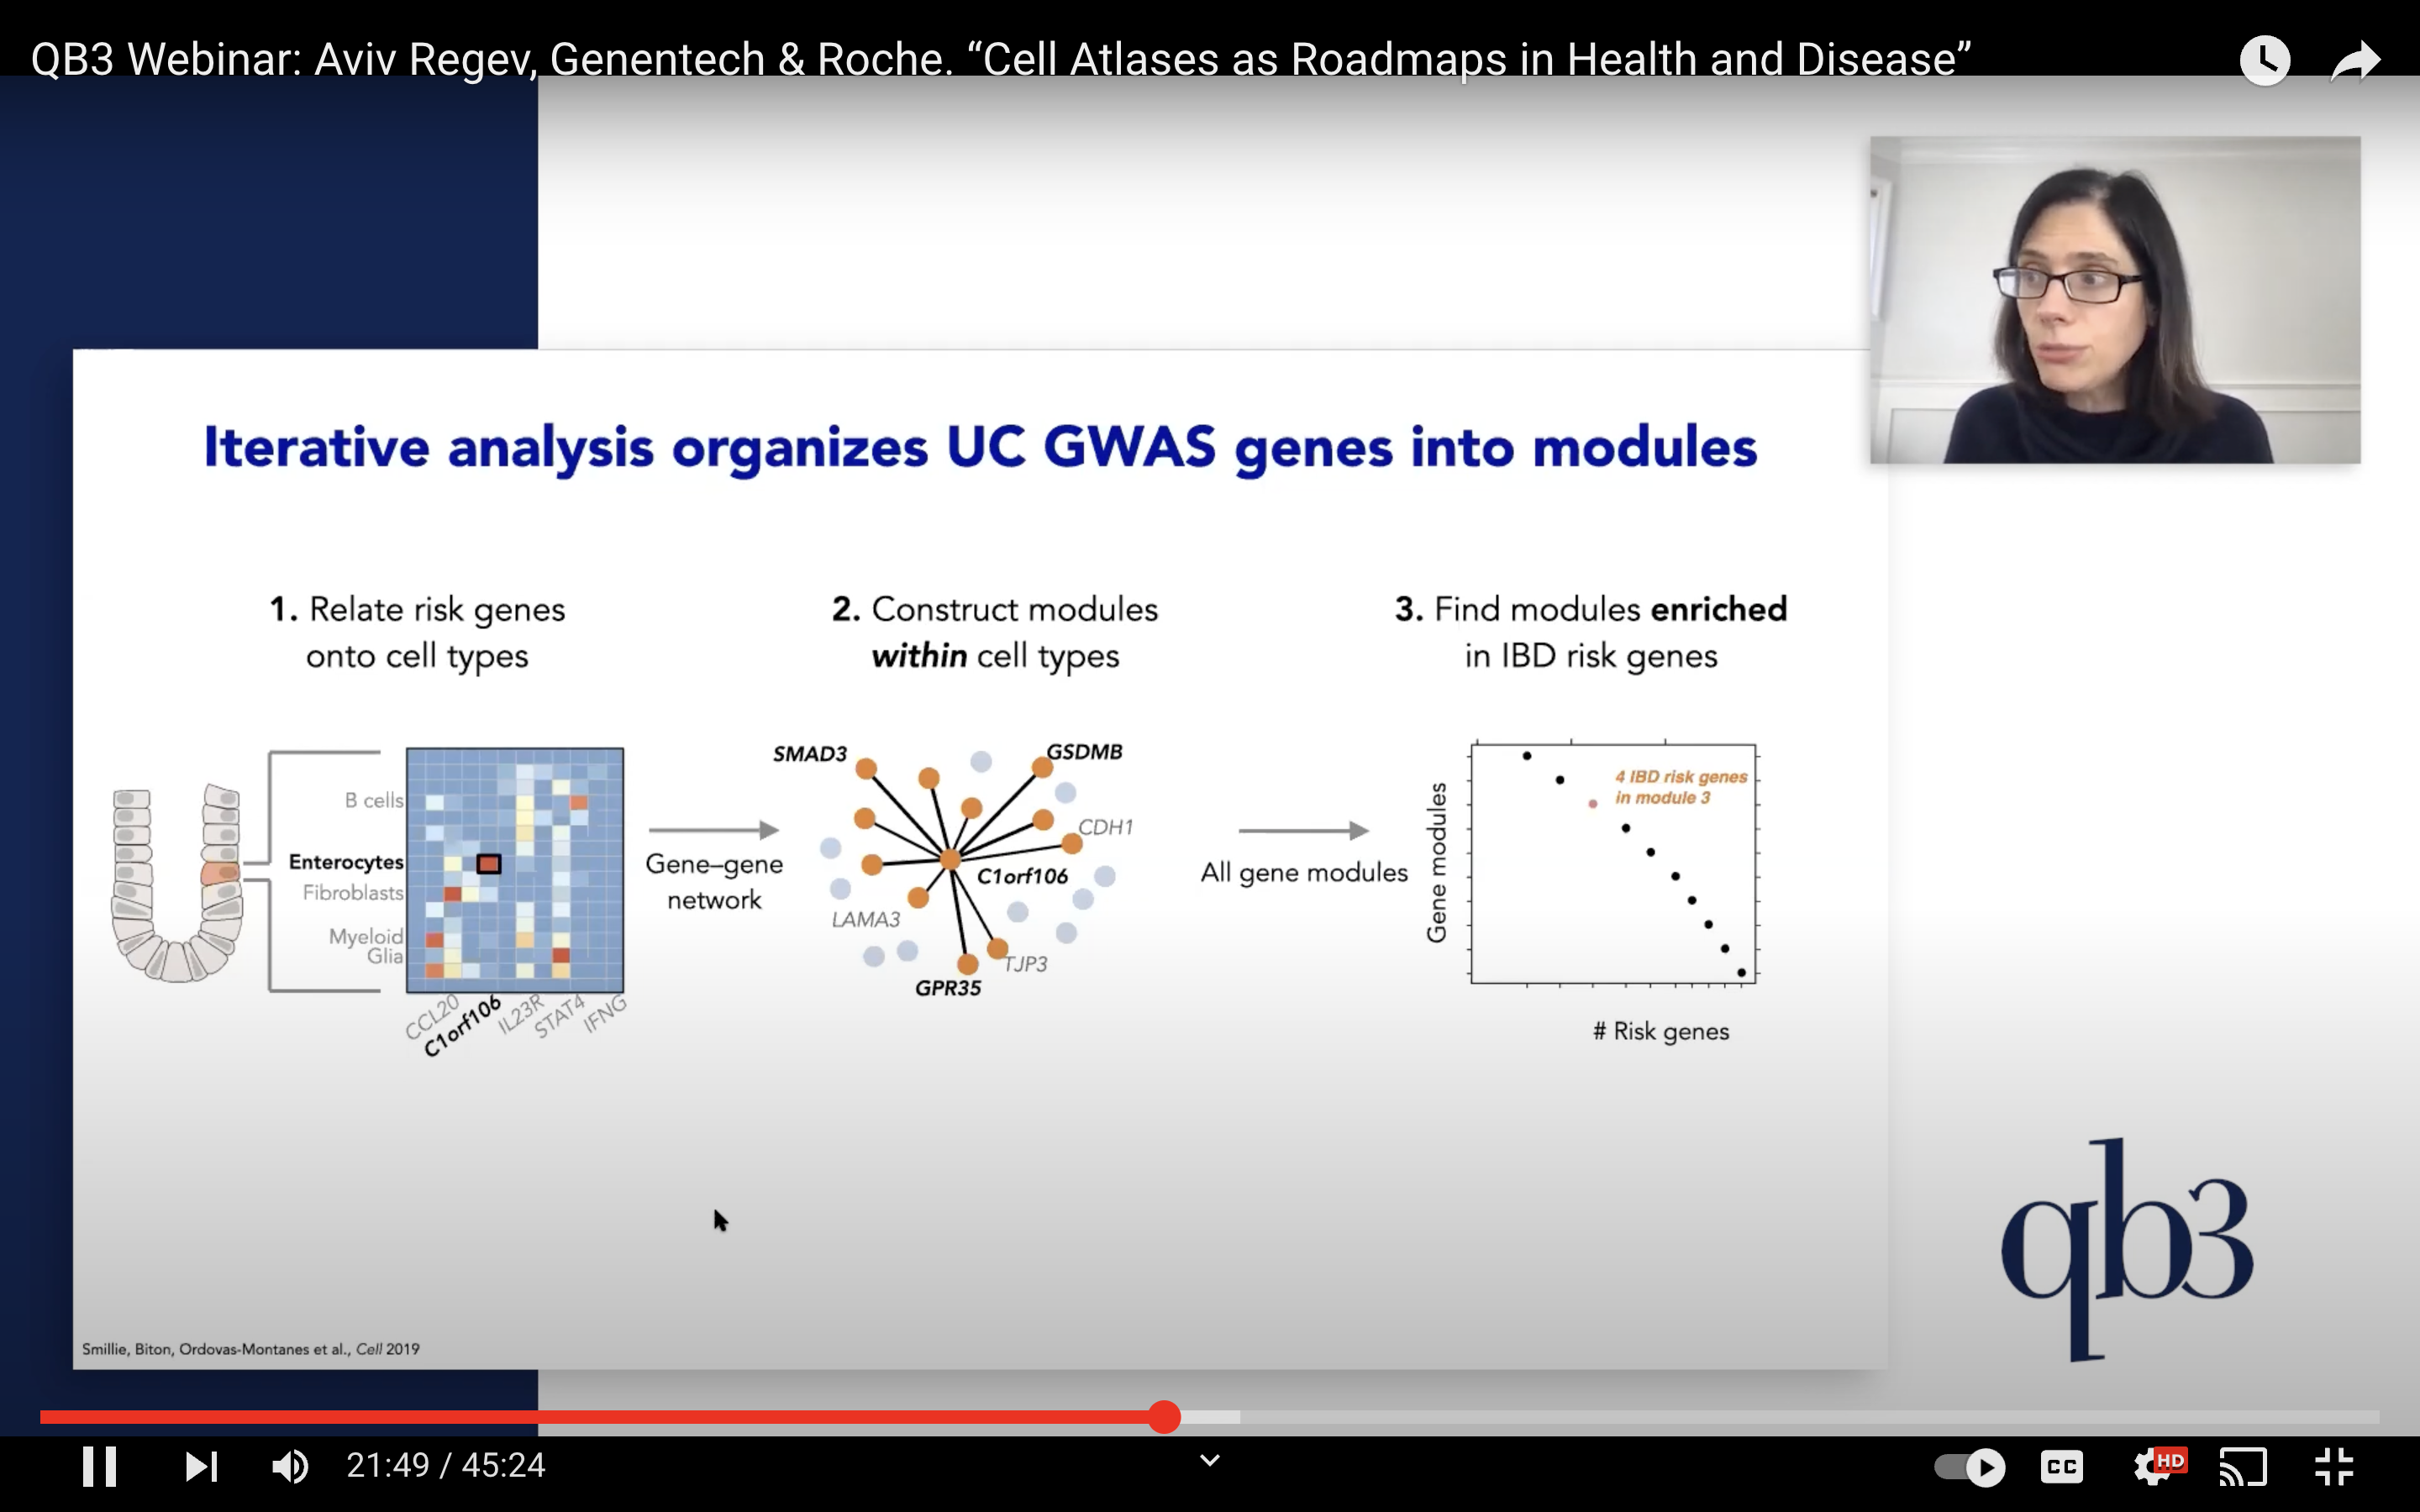 QB3 Webinar: Aviv Regev, Genentech & Roche. “Cell Atlases as Roadmaps in Health and Disease”
Iterative analysis organizes UC GWAS genes into modules
1. Relate risk genes
onto cell types
B cells
Enterocytes
Fibroblasts
Myeloid
Glia
CCL20
C1orf106
IL23R
STAT4
IFNG
Gene–gene
network
2. Construct modules
within cell types
SMAD3
GSDMB
CDH1
C1orf106
LAMA3
TJP3
GPR35
All gene modules
3. Find modules enriched
in IBD risk genes
Gene modules
4 IBD risk genes
in module 3
# Risk genes
Smillie, Biton, Ordovas-Montanes et al., Cell 2019
qb3
21:49 / 45:24
CC
HD